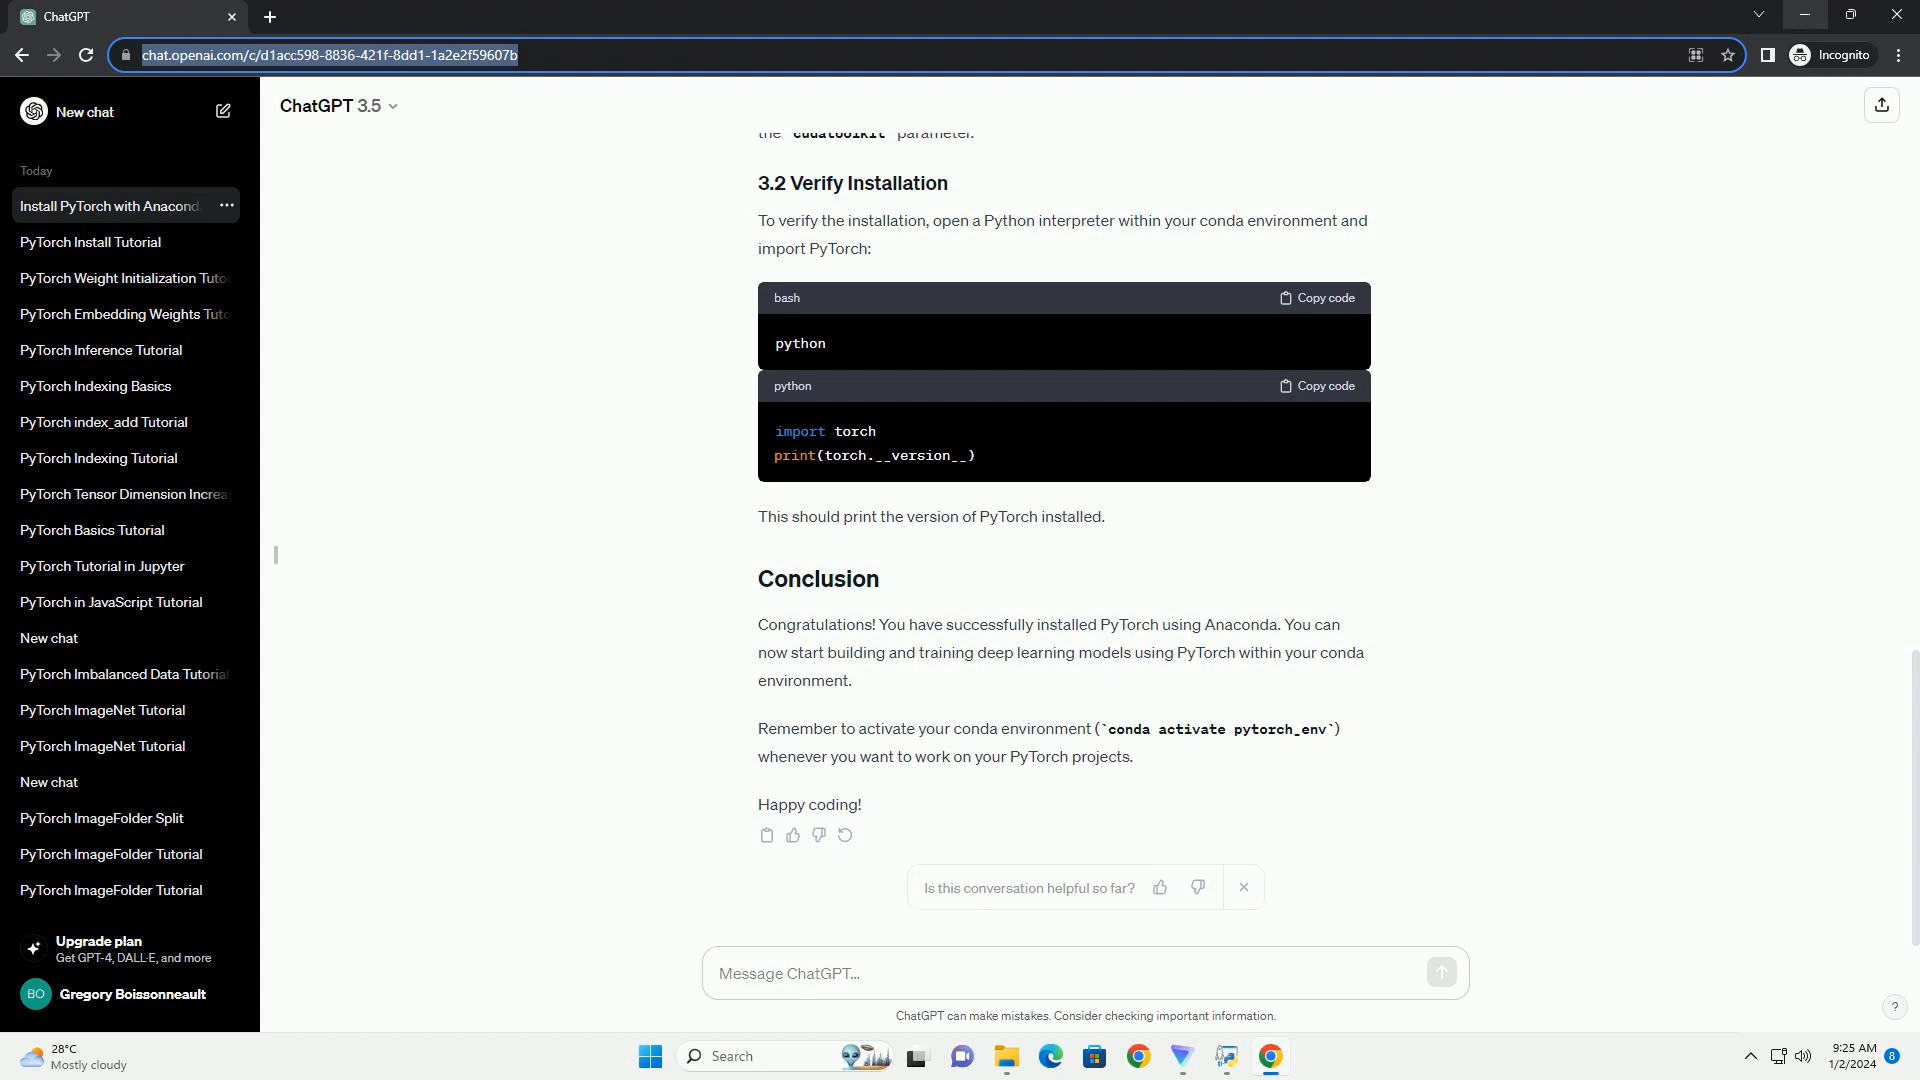 ChatGPT
chat.openai.com/c/d1acc598-8836-421f-8dd1-1a2e2f59607b
Incognito
New chat
Today
Install PyTorch with Anacond
PyTorch Install Tutorial
PyTorch Weight Initialization Tuto
PyTorch Embedding Weights Tuto
PyTorch Inference Tutorial
PyTorch Indexing Basics
PyTorch index_add Tutorial
PyTorch Indexing Tutorial
PyTorch Tensor Dimension Increa
PyTorch Basics Tutorial
PyTorch Tutorial in Jupyter
PyTorch in JavaScript Tutorial
New chat
PyTorch Imbalanced Data Tutorial
PyTorch ImageNet Tutorial
PyTorch ImageNet Tutorial
New chat
PyTorch ImageFolder Split
PyTorch ImageFolder Tutorial
PyTorch ImageFolder Tutorial
Upgrade plan
Get GPT-4, DALL·E, and more
BO
Gregory Boissonneault
ChatGPT 3.5
the `cudatoolkit` parameter.
3.2 Verify Installation
To verify the installation, open a Python interpreter within your conda environment and
import PyTorch:
bash
Copy code
python
python
Copy code
import torch
print(torch.__version__)
This should print the version of PyTorch installed.
Conclusion
Congratulations! You have successfully installed PyTorch using Anaconda. You can
now start building and training deep learning models using PyTorch within your conda
environment.
Remember to activate your conda environment (`conda activate pytorch_env`)
whenever you want to work on your PyTorch projects.
Happy coding!
Is this conversation helpful so far?
Message ChatGPT...
ChatGPT can make mistakes. Consider checking important information.
?
28°C
Mostly cloudy
Search
9:25 AM
1/2/2024
8